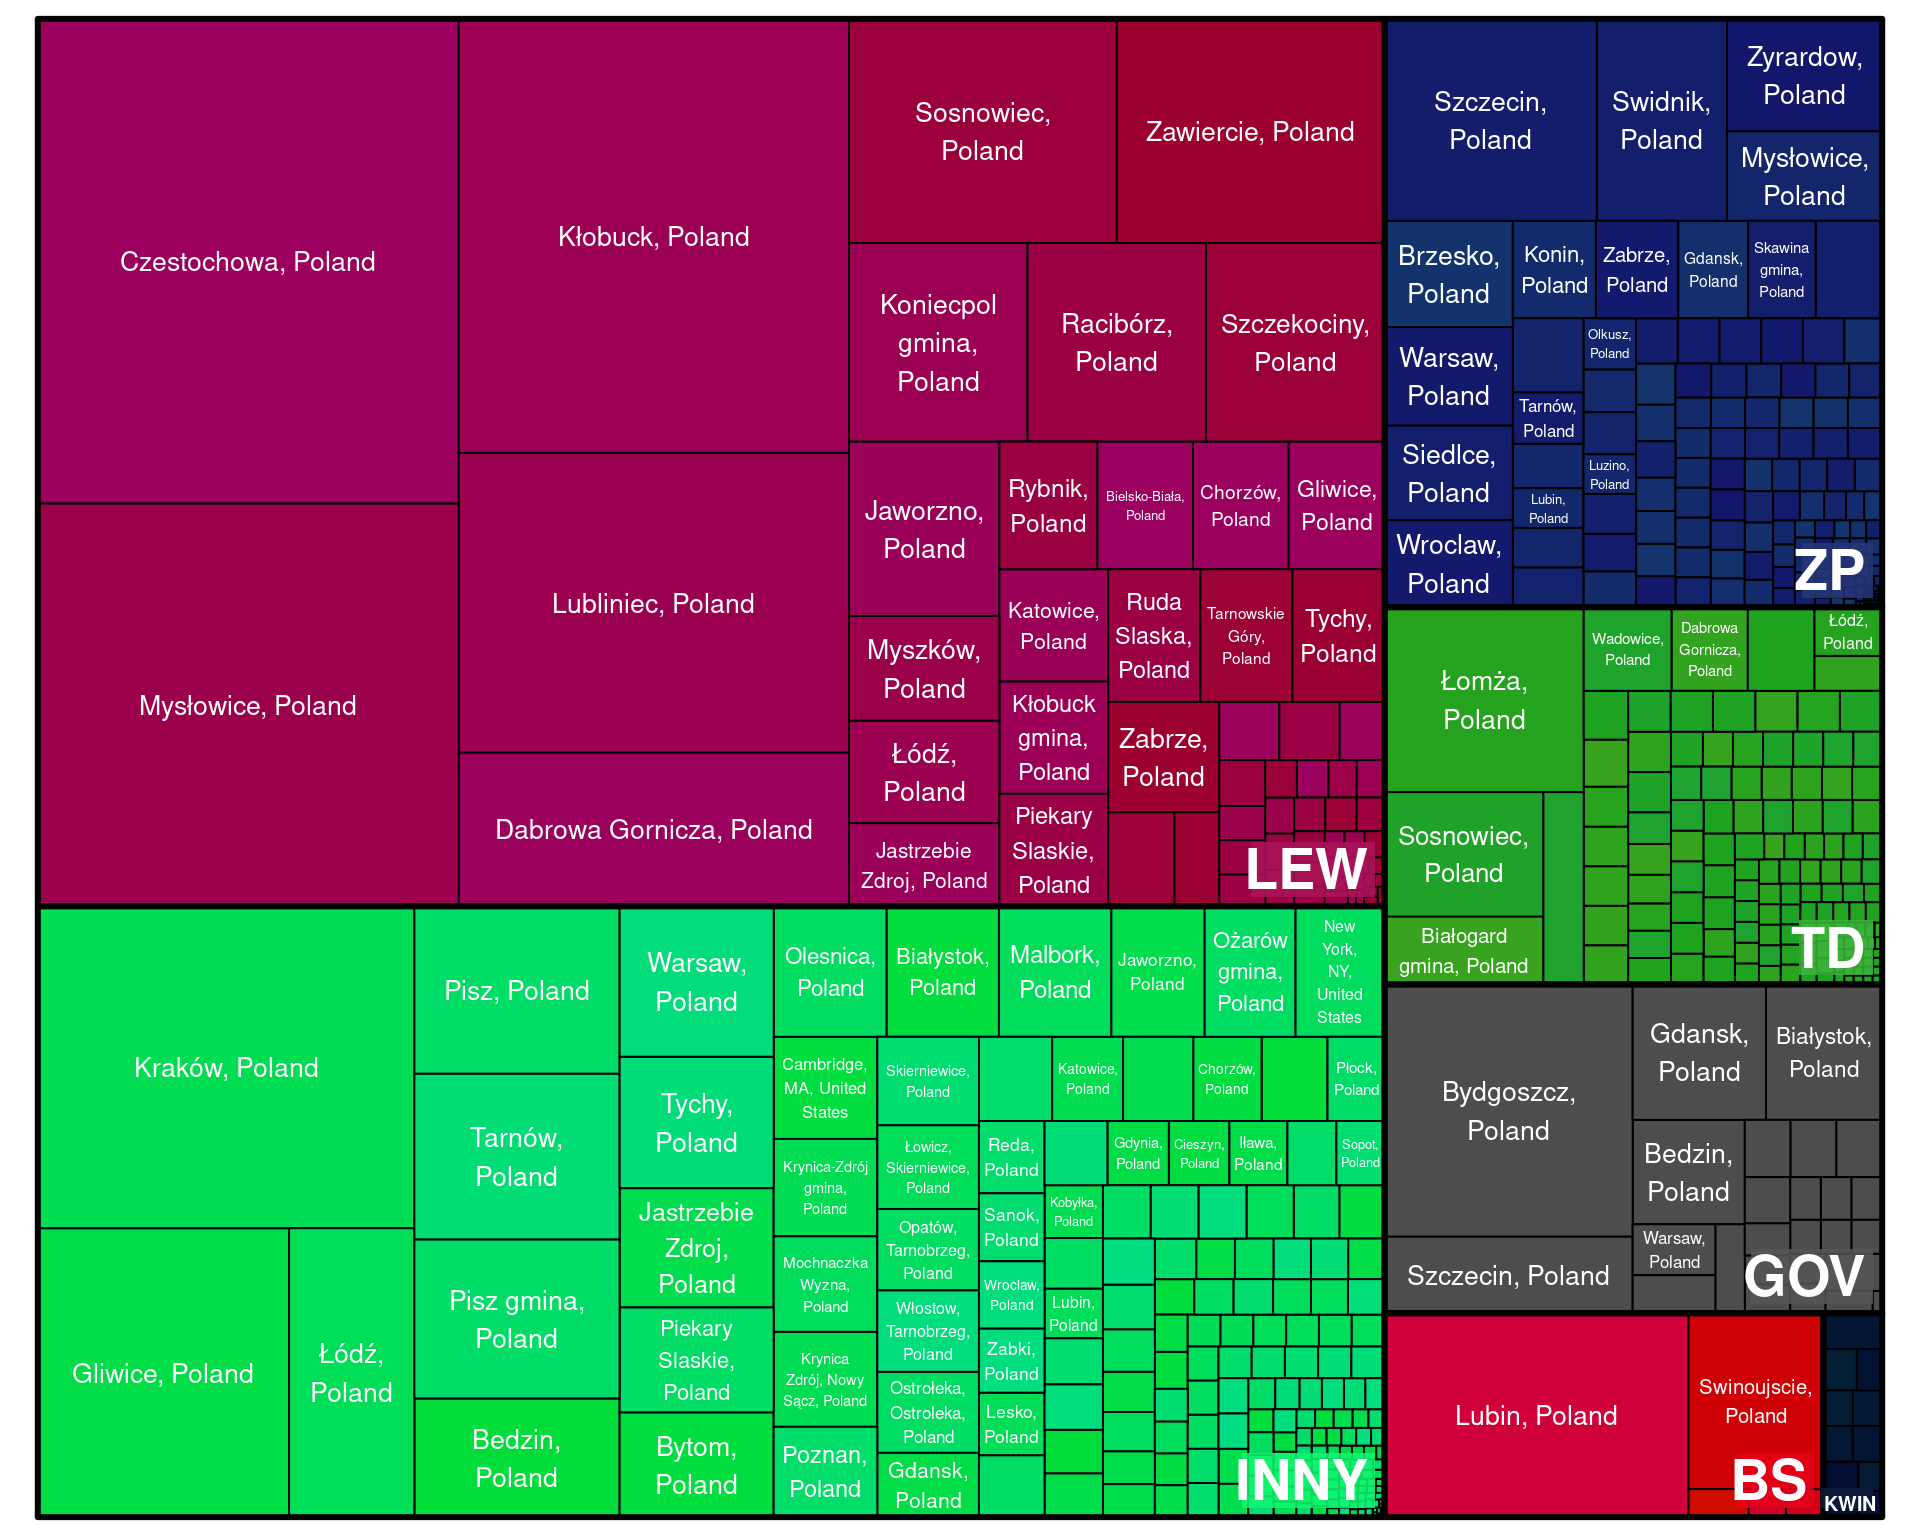 Czestochowa, Poland
Mysłowice, Poland
Kłobuck, Poland
Lubliniec, Poland
Dabrowa Gornicza, Poland
Sosnowiec,
Poland
Zawiercie, Poland
Koniecpol
gmina,
Poland
Racibórz,
Poland
Szczekociny,
Poland
Jaworzno,
Poland
Myszków,
Poland
Łódź,
Poland
Jastrzebie
Zdroj, Poland
Rybnik,
Poland
Bielsko-Biała,
Poland
Chorzów,
Poland
Gliwice,
Poland
Katowice,
Poland
Kłobuck
gmina,
Poland
Piekary
Slaskie,
Poland
Ruda
Slaska,
Poland
Tarnowskie
Góry,
Poland
Tychy,
Poland
Zabrze,
Poland
LEW
Szczecin,
Poland
Swidnik,
Poland
Zyrardow,
Poland
Mysłowice,
Poland
Brzesko,
Poland
Warsaw,
Poland
Siedlce,
Poland
Wroclaw,
Poland
Konin,
Poland
Zabrze,
Poland
Gdansk,
Poland
Skawina
gmina,
Poland
Tarnów,
Poland
Lubin,
Poland
Olkusz,
Poland
Luzino,
Poland
ZP
Łomża,
Poland
Sosnowiec,
Poland
Białogard
gmina, Poland
Wadowice,
Poland
Dabrowa
Gornicza,
Poland
Łódź,
Poland
TD
Kraków, Poland
Gliwice, Poland
Łódź,
Poland
Pisz, Poland
Tarnów,
Poland
Pisz gmina,
Poland
Bedzin,
Poland
Warsaw,
Poland
Tychy,
Poland
Jastrzebie
Zdroj,
Poland
Piekary
Slaskie,
Poland
Bytom,
Poland
Olesnica,
Poland
Białystok,
Poland
Malbork,
Poland
Jaworzno,
Poland
Ożarów
gmina,
Poland
New
York,
NY,
United
States
Cambridge,
MA, United
States
Krynica-Zdrój
gmina,
Poland
Mochnaczka
Wyzna,
Poland
Krynica
Zdrój, Nowy
Sącz, Poland
Poznan,
Poland
Skierniewice,
Poland
Łowicz,
Skierniewice,
Poland
Opatów,
Tarnobrzeg,
Poland
Włostow,
Tarnobrzeg,
Poland
Ostrołeka,
Ostroleka,
Poland
Gdansk,
Poland
Katowice,
Poland
Chorzów,
Poland
Płock,
Poland
Reda,
Poland
Sanok,
Poland
Wroclaw,
Poland
Zabki,
Poland
Lesko,
Poland
Gdynia,
Poland
Cieszyn,
Poland
Iława,
Poland
Sopot,
Poland
Kobyłka,
Poland
Lubin,
Poland
INNY
Bydgoszcz,
Poland
Szczecin, Poland
Gdansk,
Poland
Białystok,
Poland
Bedzin,
Poland
Warsaw,
Poland
GOV
Lubin, Poland
Swinoujscie,
Poland
BS
KWIN